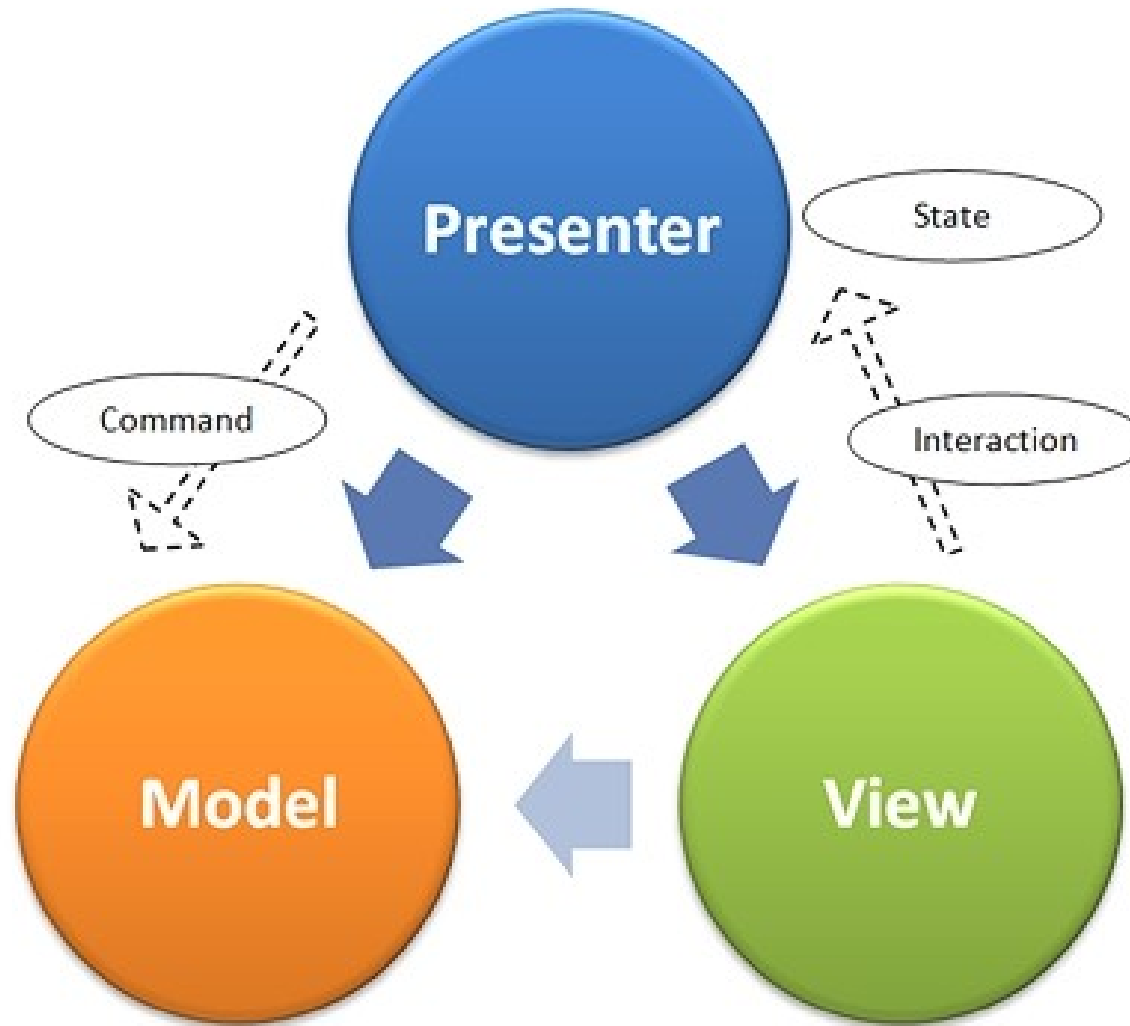 Presenter
State
Command
Interaction
Model
View